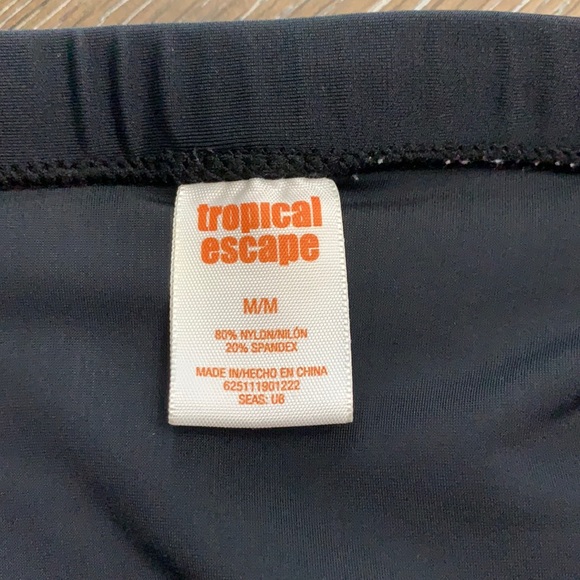 tropical
escape
M/M
80% NYLON/NILÓN
20% SPANDEX
MADE IN/HECHO EN CHINA
625111901222
SEAS: U8